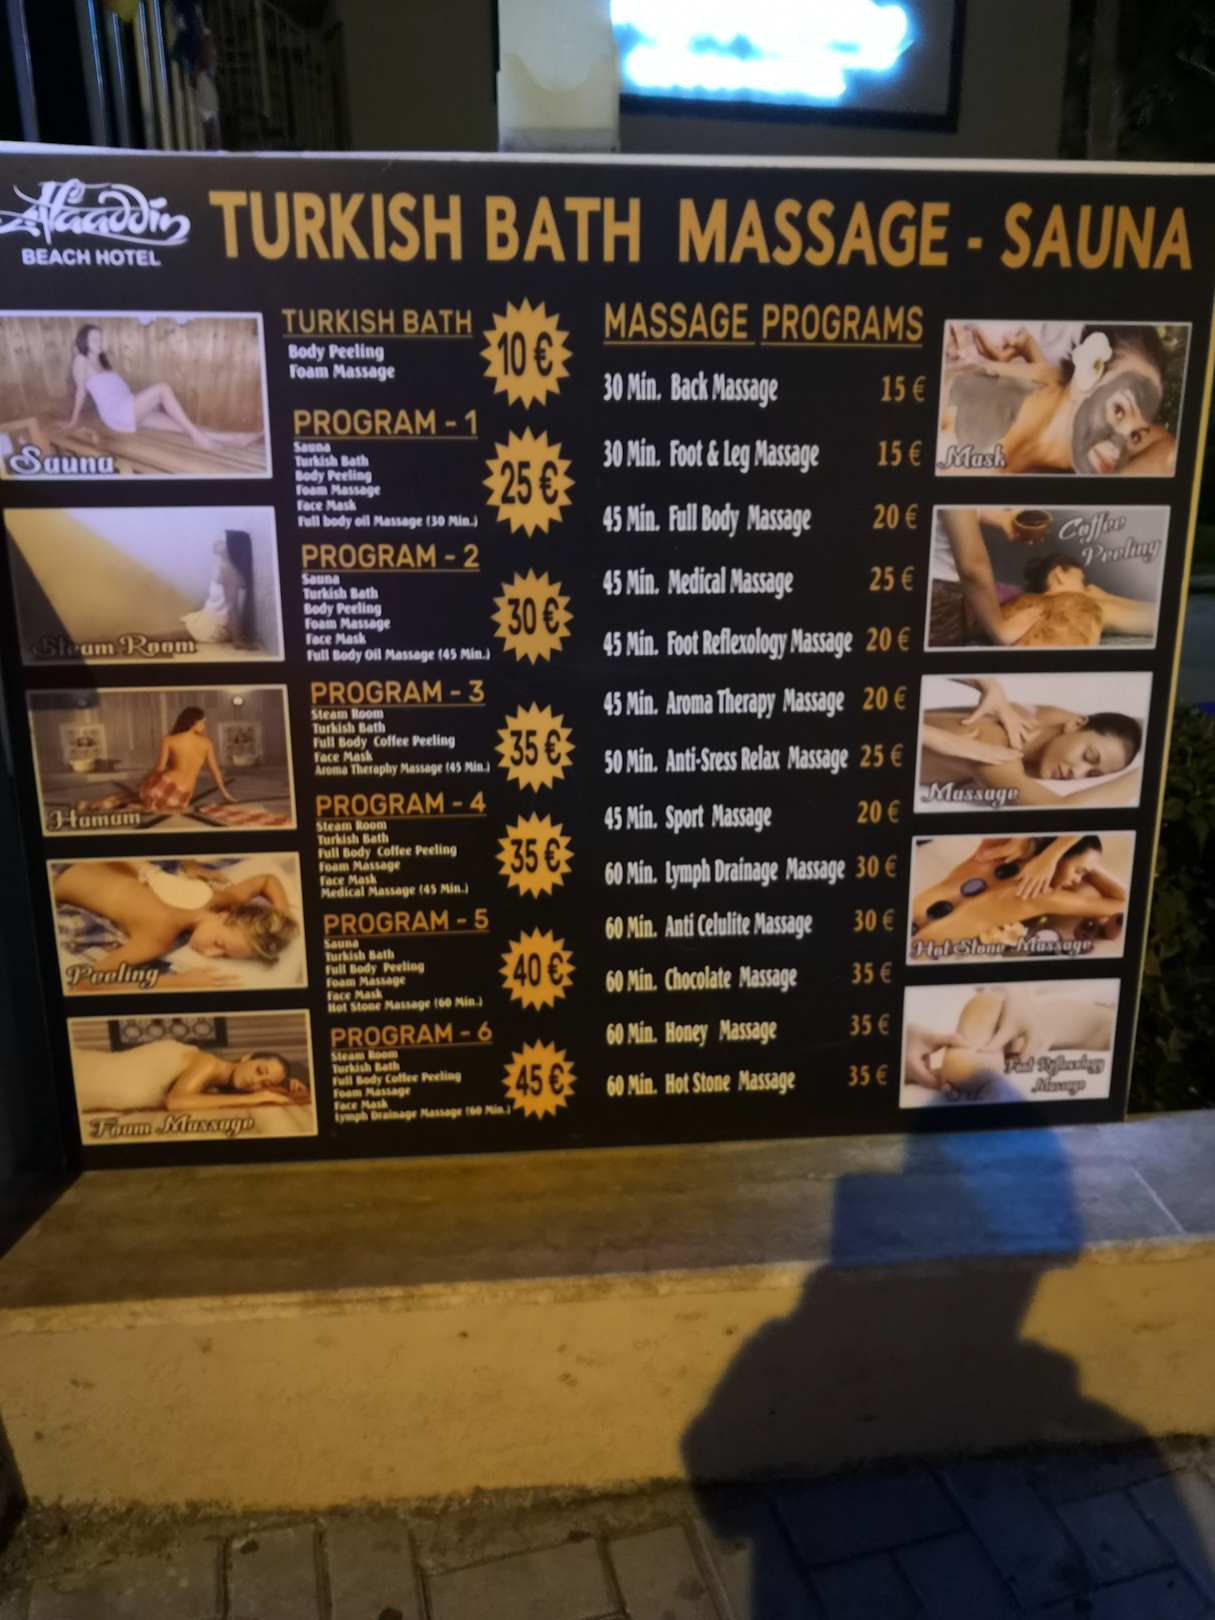 Alaaddin
BEACH HOTEL
TURKISH BATH MASSAGE - SAUNA
Sauna
Steam Room
Hamam
Peeling
Foam Massage
TURKISH BATH
Body Peeling
Foam Massage
10 €
PROGRAM - 1
Sauna
Turkish Bath
Body Peeling
Foam Massage
Face Mask
Full body oil Massage (30 Min.)
25 €
PROGRAM - 2
Sauna
Turkish Bath
Body Peeling
Foam Massage
Face Mask
Full Body Oil Massage (45 Min.)
30 €
PROGRAM - 3
Steam Room
Turkish Bath
Full Body Coffee Peeling
Face Mask
Aroma Theraphy Massage (45 Min.)
35 €
PROGRAM - 4
Steam Room
Turkish Bath
Full Body Coffee Peeling
Foam Massage
Face Mask
Medical Massage (45 Min.)
35 €
PROGRAM - 5
Sauna
Turkish Bath
Full Body Peeling
Foam Massage
Face Mask
Hot Stone Massage (60 Min.)
40 €
PROGRAM - 6
Steam Room
Turkish Bath
Full Body Coffee Peeling
Foam Massage
Face Mask
Lymph Drainage Massage (60 Min.)
45 €
MASSAGE PROGRAMS
30 Min. Back Massage 15 €
30 Min. Foot & Leg Massage 15 €
45 Min. Full Body Massage 20 €
45 Min. Medical Massage 25 €
45 Min. Foot Reflexology Massage 20 €
45 Min. Aroma Therapy Massage 20 €
50 Min. Anti-Sress Relax Massage 25 €
45 Min. Sport Massage 20 €
60 Min. Lymph Drainage Massage 30 €
60 Min. Anti Celulite Massage 30 €
60 Min. Chocolate Massage 35 €
60 Min. Honey Massage 35 €
60 Min. Hot Stone Massage 35 €
Mask
Coffee
Peeling
Massage
Hot Stone Massage
Foot Reflexology
Massage